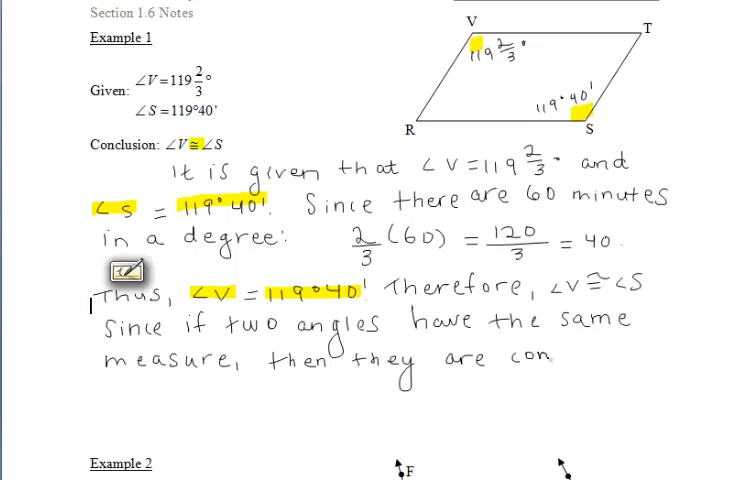 Section 1.6 Notes
Example 1
V
T
119 2/3°
Given: ∠V=119 2/3°
∠S=119°40'
119°40'
R
S
Conclusion: ∠V ≅ ∠S
It is given that ∠V = 119 2/3° and
∠S = 119°40'. Since there are 60 minutes
in a degree: 2/3 (60) = 120/3 = 40.
Thus, ∠V = 119°40'. Therefore, ∠V ≅ ∠S
since if two angles have the same
measure, then they are con
Example 2
F